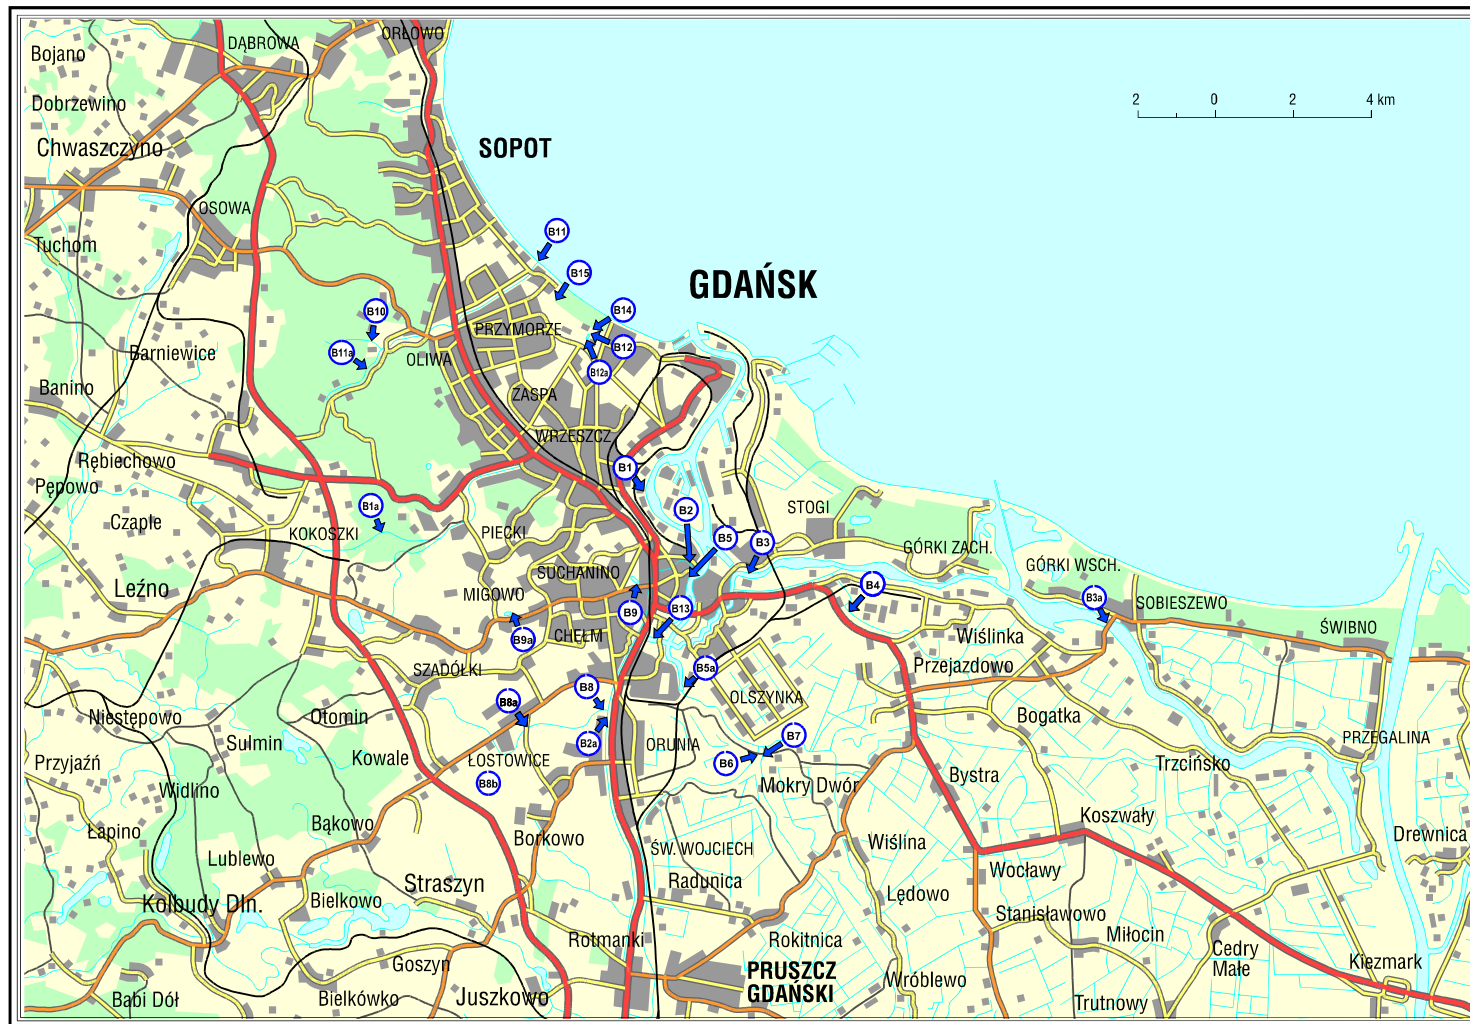 ORŁOWO
DĄBROWA
Bojano
Dobrzewino
2 0 2 4 km
Chwaszczyno
SOPOT
OSOWA
B11
Tuchom
B15
GDAŃSK
B10
B14
PRZYMORZE
B12
B11a
Barniewice
OLIWA
B12a
Banino
ZASPA
WRZESZCZ
Rębiechowo
B1
Pępowo
B1a
B2
STOGI
Czaple
KOKOSZKI
PIECKI
B5
B3
GÓRKI ZACH.
GÓRKI WSCH.
SUCHANINO
Leźno
MIGOWO
B4
B3a
SOBIESZEWO
B9
B13
ŚWIBNO
CHEŁM
B9a
Wiślinka
Przejazdowo
SZADÓŁKI
B5a
B8
OLSZYNKA
B8a
Niestępowo
Otomin
Bogatka
B7
PRZEGALINA
Sulmin
B2a
ORUNIA
Kowale
ŁOSTOWICE
B6
Trzcińsko
Przyjaźń
Bystra
B8b
Mokry Dwór
Widlino
Koszwały
Bąkowo
Łapino
Borkowo
Drewnica
Wiślina
ŚW. WOJCIECH
Lublewo
Wocławy
Radunica
Straszyn
Lędowo
Bielkowo
Kolbudy Dln.
Stanisławowo
Miłocin
Rotmanki
Rokitnica
Cedry
Małe
Goszyn
Kiezmark
PRUSZCZ
GDAŃSKI
Wróblewo
Babi Dół
Bielkówko
Juszkowo
Trutnowy